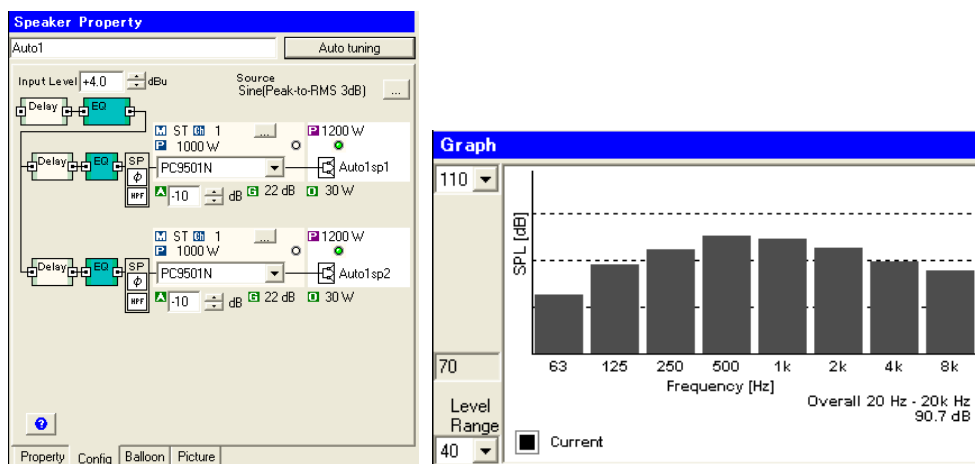 Speaker Property
Auto1
Auto tuning
Input Level +4.0 dBu
Source
Sine(Peak-to-RMS 3dB) ...
Delay EQ
M ST Ch 1 ... P 1200 W
P 1000 W
Delay EQ SP PC9501N Auto1sp1
Φ
HPF A -10 dB G 22 dB O 30 W
M ST Ch 1 ... P 1200 W
P 1000 W
Delay EQ SP PC9501N Auto1sp2
Φ
HPF A -10 dB G 22 dB O 30 W
?
Property Config Balloon Picture
Graph
110
SPL [dB]
70
63 125 250 500 1k 2k 4k 8k
Frequency [Hz]
Overall 20 Hz - 20k Hz
90.7 dB
Level
Range
40
Current